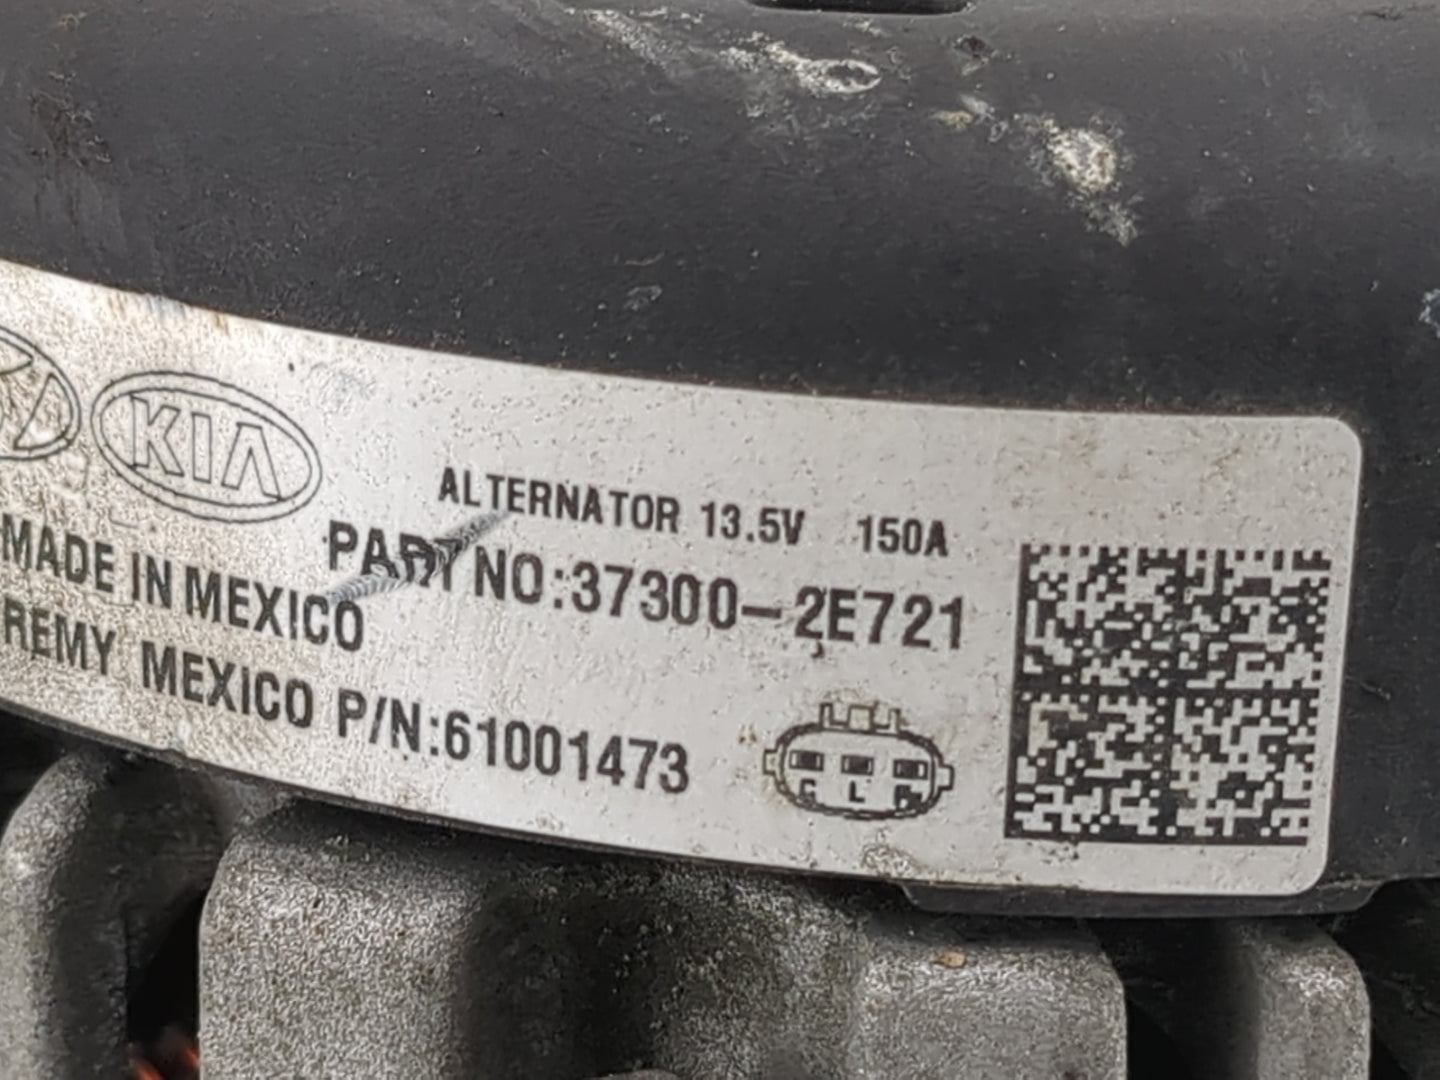 KIA
ALTERNATOR 13.5V 150A
PART NO:37300-2E721
MADE IN MEXICO
REMY MEXICO P/N:61001473
L